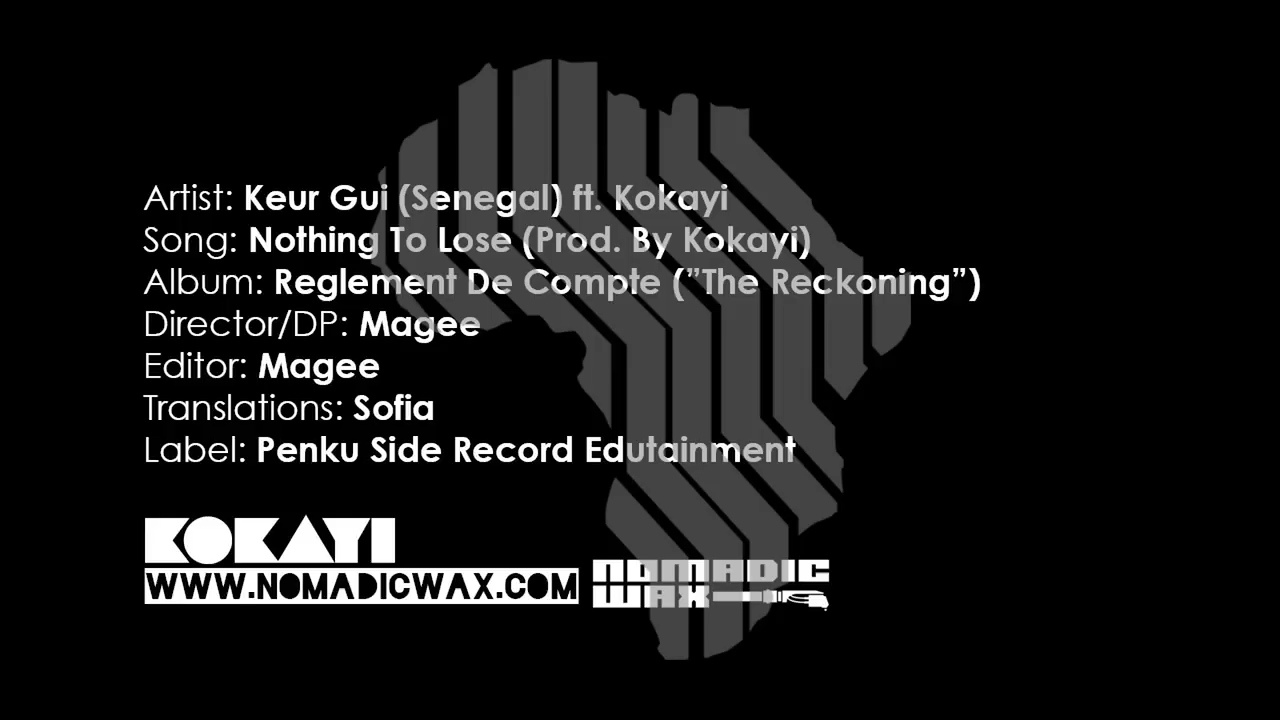 Artist: Keur Gui (Senegal) ft. Kokayi
Song: Nothing To Lose (Prod. By Kokayi)
Album: Reglement De Compte (”The Reckoning”)
Director/DP: Magee
Editor: Magee
Translations: Sofia
Label: Penku Side Record Edutainment
KOKAYI
WWW.NOMADICWAX.COM
NOMADIC
WAX